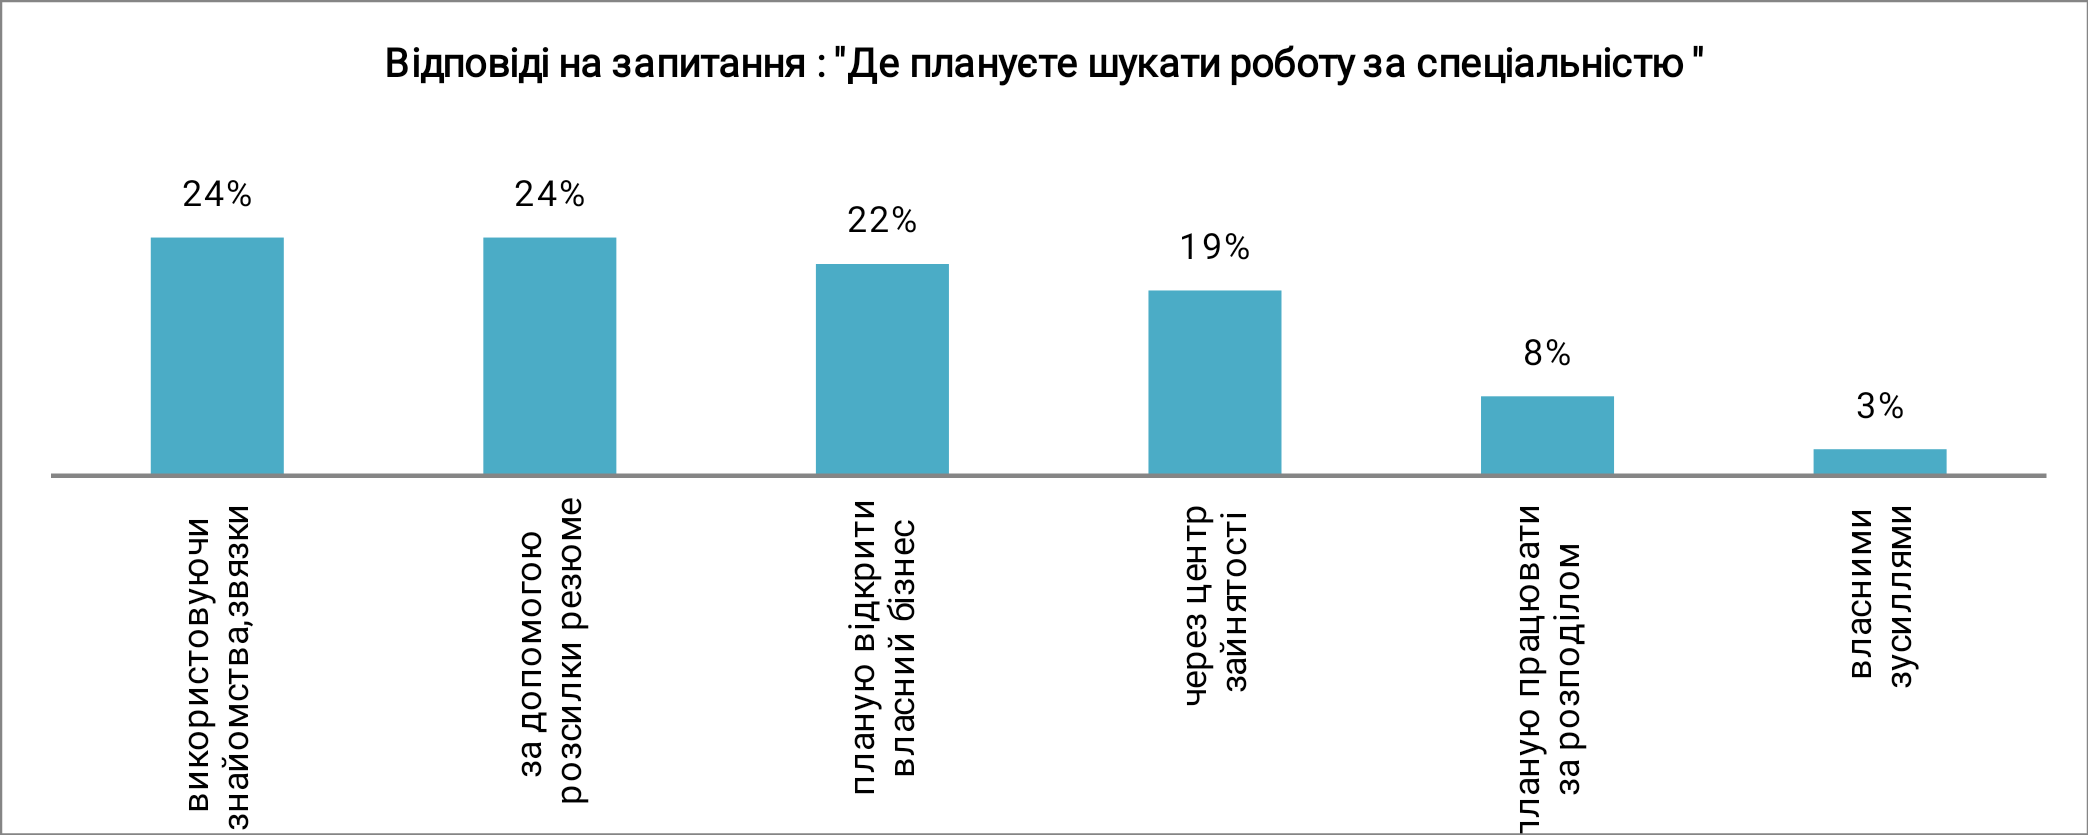 Відповіді на запитання : "Де плануєте шукати роботу за спеціальністю "
24%
24%
22%
19%
8%
3%
використовуючи
знайомства,звязки
за допомогою
розсилки резюме
планую відкрити
власний бізнес
через центр
зайнятості
планую працювати
за розподілом
власними
зусиллями